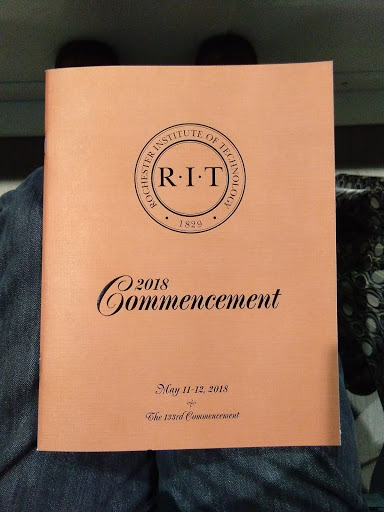 ROCHESTER INSTITUTE OF TECHNOLOGY
R·I·T
· 1829 ·
2018
Commencement
May 11-12, 2018
The 133rd Commencement